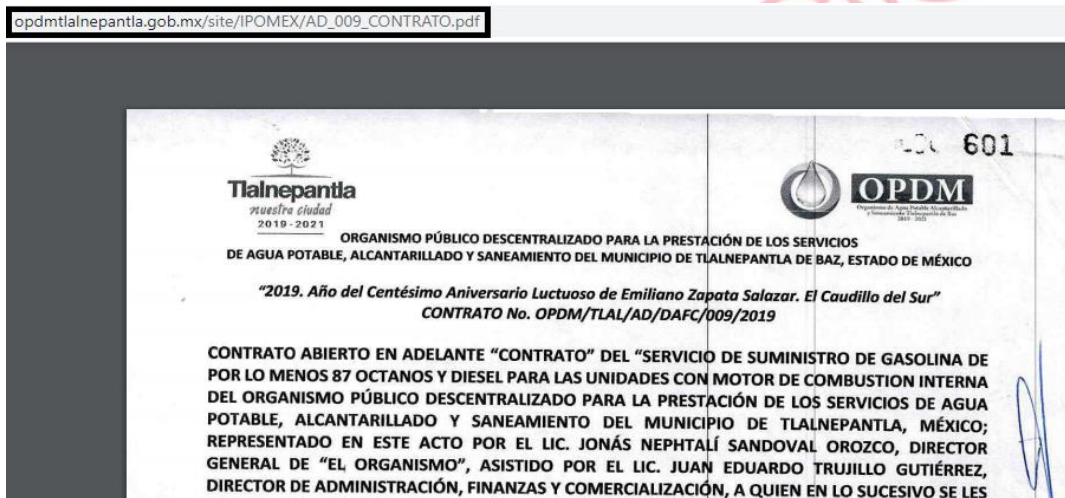 opdmtlalnepantla.gob.mx/site/IPOMEX/AD_009_CONTRATO.pdf
601
Tlalnepantla
nuestra ciudad
2019-2021
OPDM
ORGANISMO PÚBLICO DESCENTRALIZADO PARA LA PRESTACIÓN DE LOS SERVICIOS
DE AGUA POTABLE, ALCANTARILLADO Y SANEAMIENTO DEL MUNICIPIO DE TLALNEPANTLA DE BAZ, ESTADO DE MÉXICO
"2019. Año del Centésimo Aniversario Luctuoso de Emiliano Zapata Salazar. El Caudillo del Sur"
CONTRATO No. OPDM/TLAL/AD/DAFC/009/2019
CONTRATO ABIERTO EN ADELANTE "CONTRATO" DEL "SERVICIO DE SUMINISTRO DE GASOLINA DE
POR LO MENOS 87 OCTANOS Y DIESEL PARA LAS UNIDADES CON MOTOR DE COMBUSTION INTERNA
DEL ORGANISMO PÚBLICO DESCENTRALIZADO PARA LA PRESTACIÓN DE LOS SERVICIOS DE AGUA
POTABLE, ALCANTARILLADO Y SANEAMIENTO DEL MUNICIPIO DE TLALNEPANTLA, MÉXICO;
REPRESENTADO EN ESTE ACTO POR EL LIC. JONÁS NEPHTALÍ SANDOVAL OROZCO, DIRECTOR
GENERAL DE "EL ORGANISMO", ASISTIDO POR EL LIC. JUAN EDUARDO TRUJILLO GUTIÉRREZ,
DIRECTOR DE ADMINISTRACIÓN, FINANZAS Y COMERCIALIZACIÓN, A QUIEN EN LO SUCESIVO SE LES